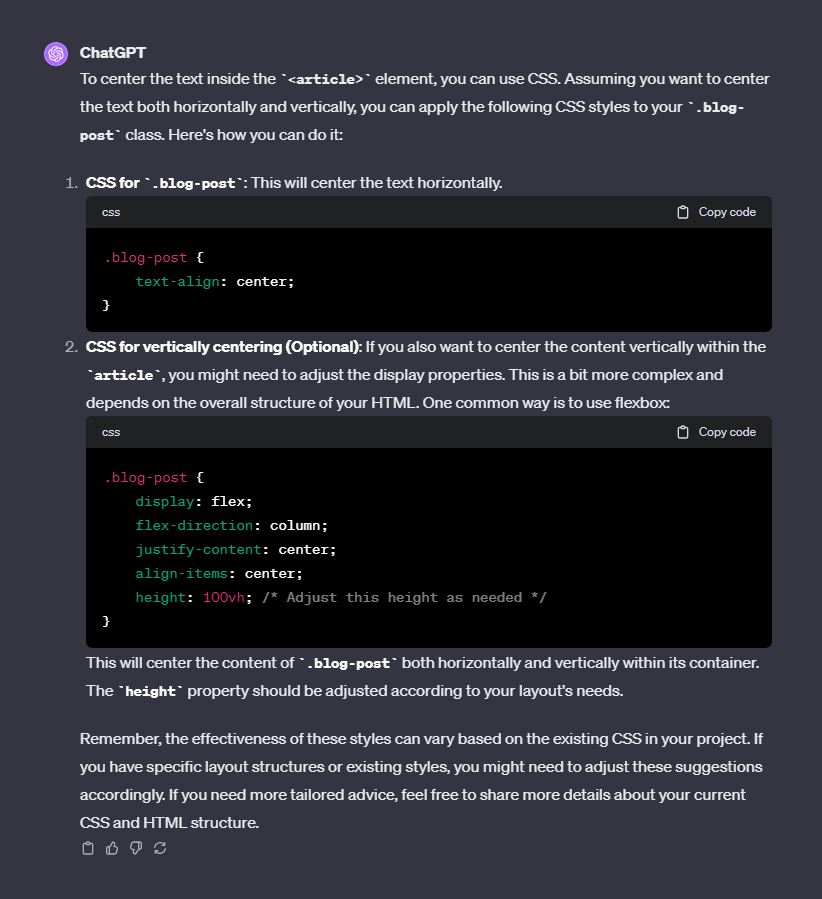 ChatGPT
To center the text inside the `<article>` element, you can use CSS. Assuming you want to center
the text both horizontally and vertically, you can apply the following CSS styles to your `.blog-
post` class. Here's how you can do it:
1. CSS for `.blog-post`: This will center the text horizontally.
css Copy code
.blog-post {
    text-align: center;
}
2. CSS for vertically centering (Optional): If you also want to center the content vertically within the
`article`, you might need to adjust the display properties. This is a bit more complex and
depends on the overall structure of your HTML. One common way is to use flexbox:
css Copy code
.blog-post {
    display: flex;
    flex-direction: column;
    justify-content: center;
    align-items: center;
    height: 100vh; /* Adjust this height as needed */
}
This will center the content of `.blog-post` both horizontally and vertically within its container.
The `height` property should be adjusted according to your layout's needs.
Remember, the effectiveness of these styles can vary based on the existing CSS in your project. If
you have specific layout structures or existing styles, you might need to adjust these suggestions
accordingly. If you need more tailored advice, feel free to share more details about your current
CSS and HTML structure.